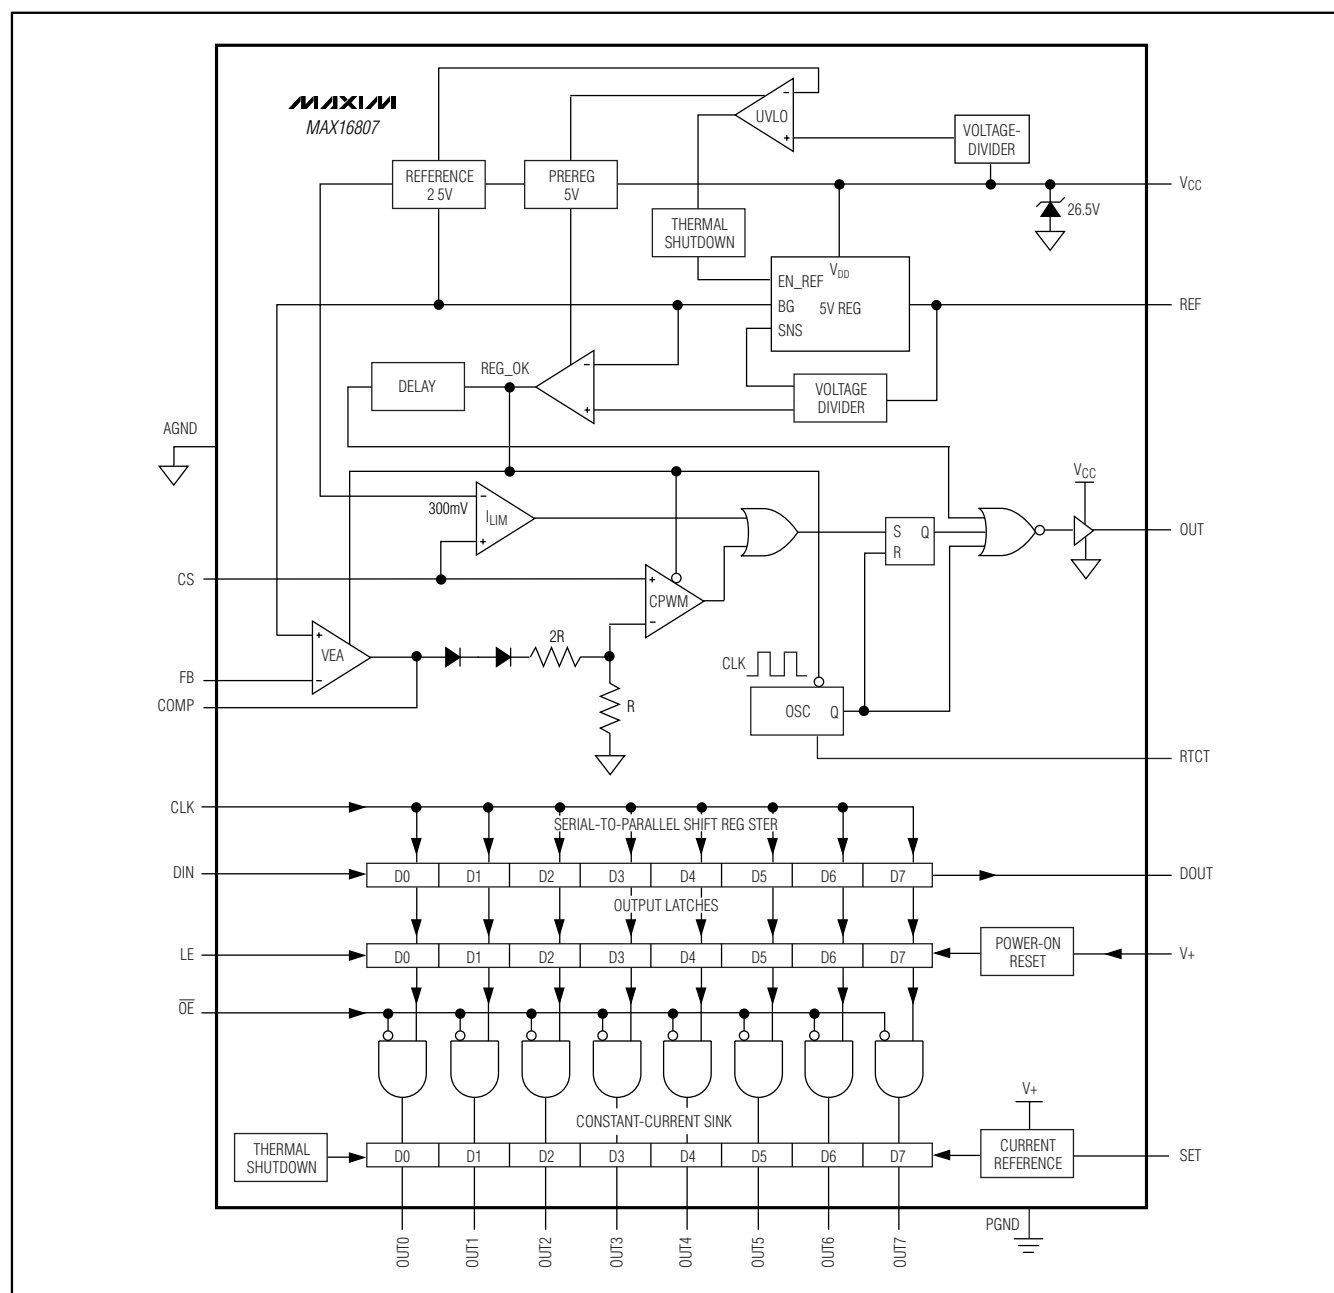 MAXIM
MAX16807
UVLO
-
+
VOLTAGE-
DIVIDER
REFERENCE
2 5V
PREREG
5V
VCC
26.5V
THERMAL
SHUTDOWN
VDD
EN_REF
BG
5V REG
SNS
REF
REG_OK
-
+
DELAY
VOLTAGE
DIVIDER
AGND
VCC
300mV
-
ILIM
+
S
Q
R
OUT
CS
+
CPWM
-
+
VEA
-
2R
R
FB
COMP
CLK
OSC
Q
RTCT
CLK
SERIAL-TO-PARALLEL SHIFT REG STER
DIN
D0 D1 D2 D3 D4 D5 D6 D7
DOUT
OUTPUT LATCHES
LE
D0 D1 D2 D3 D4 D5 D6 D7
POWER-ON
RESET
V+
O̅E̅
V+
CONSTANT-CURRENT SINK
THERMAL
SHUTDOWN
D0 D1 D2 D3 D4 D5 D6 D7
CURRENT
REFERENCE
SET
PGND
OUT0 OUT1 OUT2 OUT3 OUT4 OUT5 OUT6 OUT7